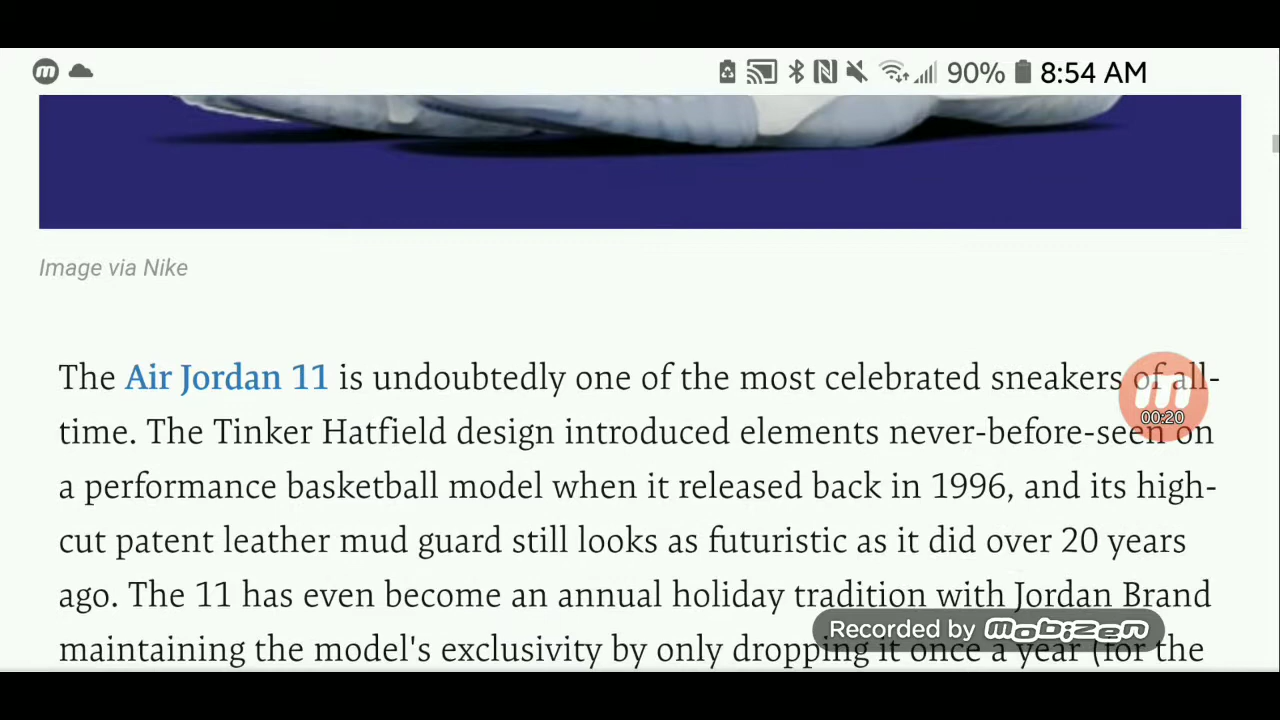 m 90% 8:54 AM
Image via Nike
The Air Jordan 11 is undoubtedly one of the most celebrated sneakers of all-
time. The Tinker Hatfield design introduced elements never-before-seen on
00:20
a performance basketball model when it released back in 1996, and its high-
cut patent leather mud guard still looks as futuristic as it did over 20 years
ago. The 11 has even become an annual holiday tradition with Jordan Brand
Recorded by mobizen
maintaining the model's exclusivity by only dropping it once a year (for the